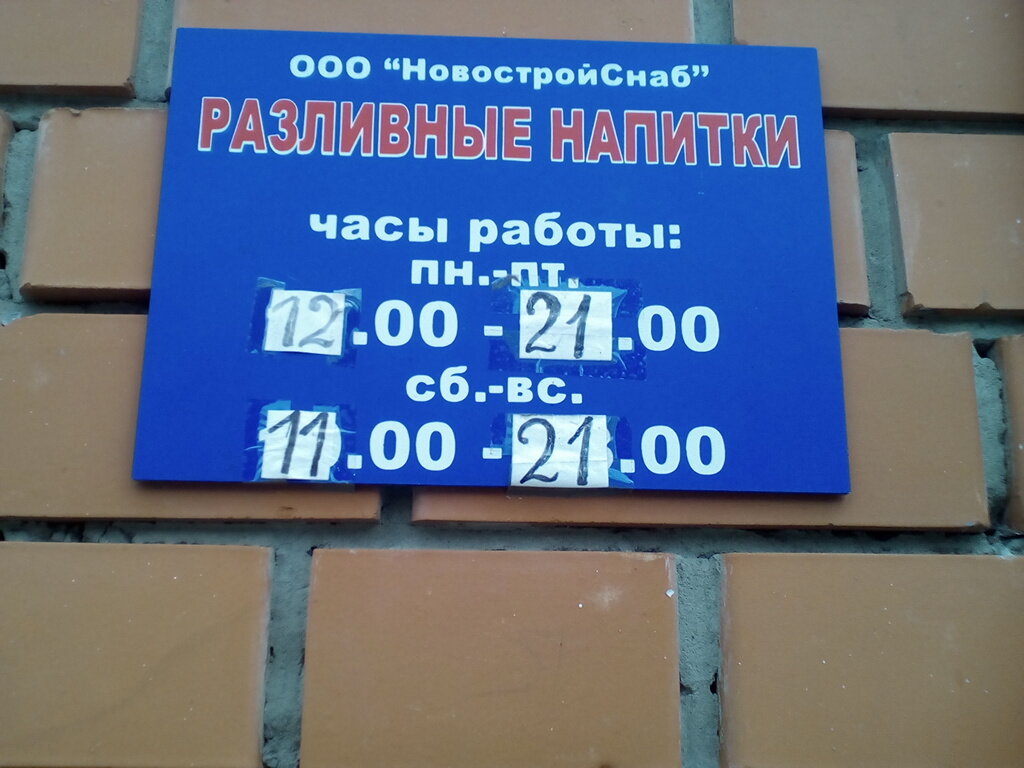 ООО “НовостройСнаб”
РАЗЛИВНЫЕ НАПИТКИ
часы работы:
пн.-пт.
12.00 - 21.00
сб.-вс.
11.00 - 21.00